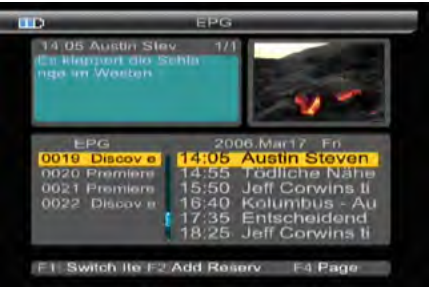 EPG
14:05 Austin Stev 1/1
Es klappert die Schla
nge im Westen
EPG 2006.Mar17 Fri
0019 Discov e 14:05 Austin Steven
0020 Premiere 14:55 Tödliche Nähe
0021 Premiere 15:50 Jeff Corwins ti
0022 Discov e 16:40 Kolumbus - Au
17:35 Entscheidend
18:25 Jeff Corwins ti
F1 Switch Ite F2 Add Reserv F4 Page